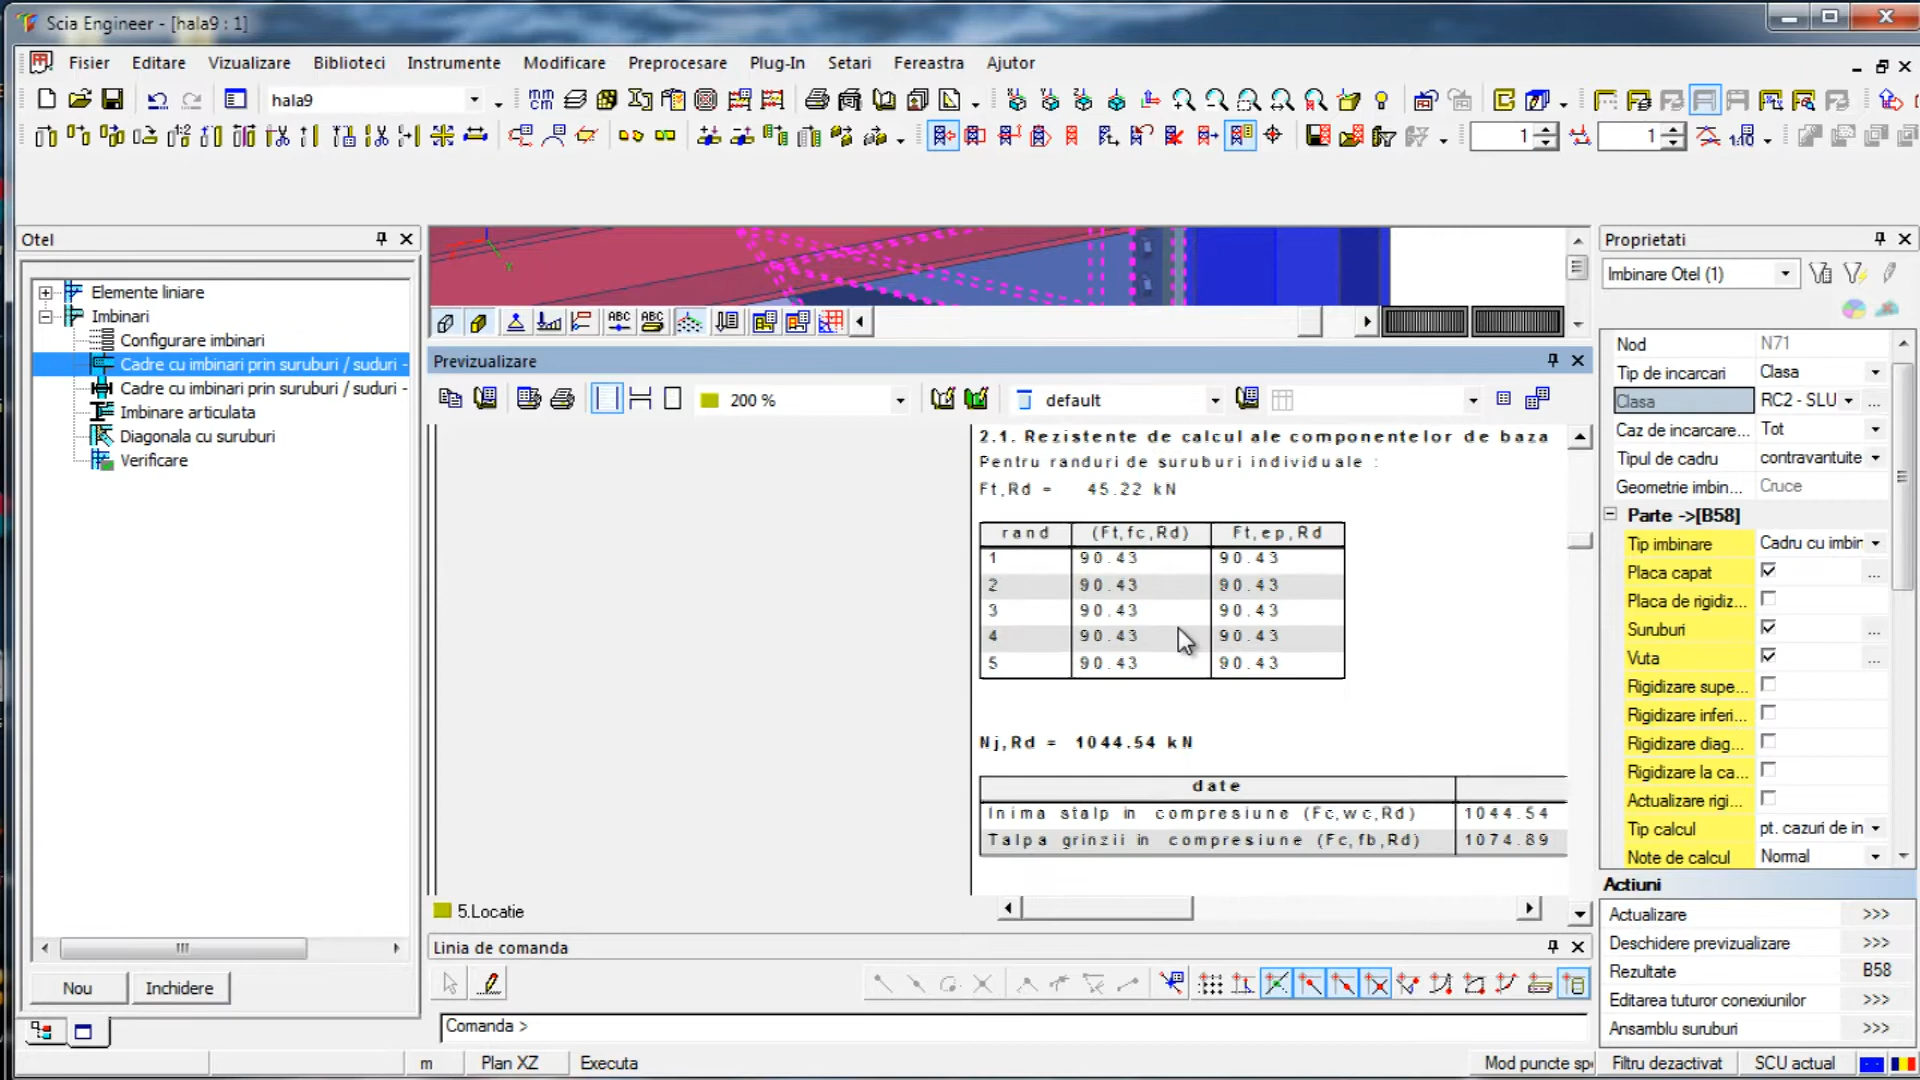 Scia Engineer - [hala9 : 1]
Fisier Editare Vizualizare Biblioteci Instrumente Modificare Preprocesare Plug-In Setari Fereastra Ajutor
hala9
1
1
Otel
Elemente liniare
Imbinari
Configurare imbinari
Cadre cu imbinari prin suruburi / suduri -
Cadre cu imbinari prin suruburi / suduri -
Imbinare articulata
Diagonala cu suruburi
Verificare
Nou Inchidere
Previzualizare
200 % default
2.1. Rezistente de calcul ale componentelor de baza
Pentru randuri de suruburi individuale :
Ft,Rd = 45.22 kN
rand (Ft,fc,Rd) Ft,ep,Rd
1 90.43 90.43
2 90.43 90.43
3 90.43 90.43
4 90.43 90.43
5 90.43 90.43
Nj,Rd = 1044.54 kN
date
Inima stalp in compresiune (Fc,wc,Rd) 1044.54
Talpa grinzii in compresiune (Fc,fb,Rd) 1074.89
5.Locatie
Linia de comanda
Comanda >
m Plan XZ Executa Mod puncte sp Filtru dezactivat SCU actual
Proprietati
Imbinare Otel (1)
Nod N71
Tip de incarcari Clasa
Clasa RC2 - SLU ...
Caz de incarcare... Tot
Tipul de cadru contravantuite
Geometrie imbin... Cruce
Parte ->[B58]
Tip imbinare Cadru cu imbir
Placa capat ...
Placa de rigidiz...
Suruburi ...
Vuta ...
Rigidizare supe...
Rigidizare inferi...
Rigidizare diag...
Rigidizare la ca...
Actualizare rigi...
Tip calcul pt. cazuri de in
Note de calcul Normal
Actiuni
Actualizare >>>
Deschidere previzualizare >>>
Rezultate B58
Editarea tuturor conexiunilor >>>
Ansamblu suruburi >>>